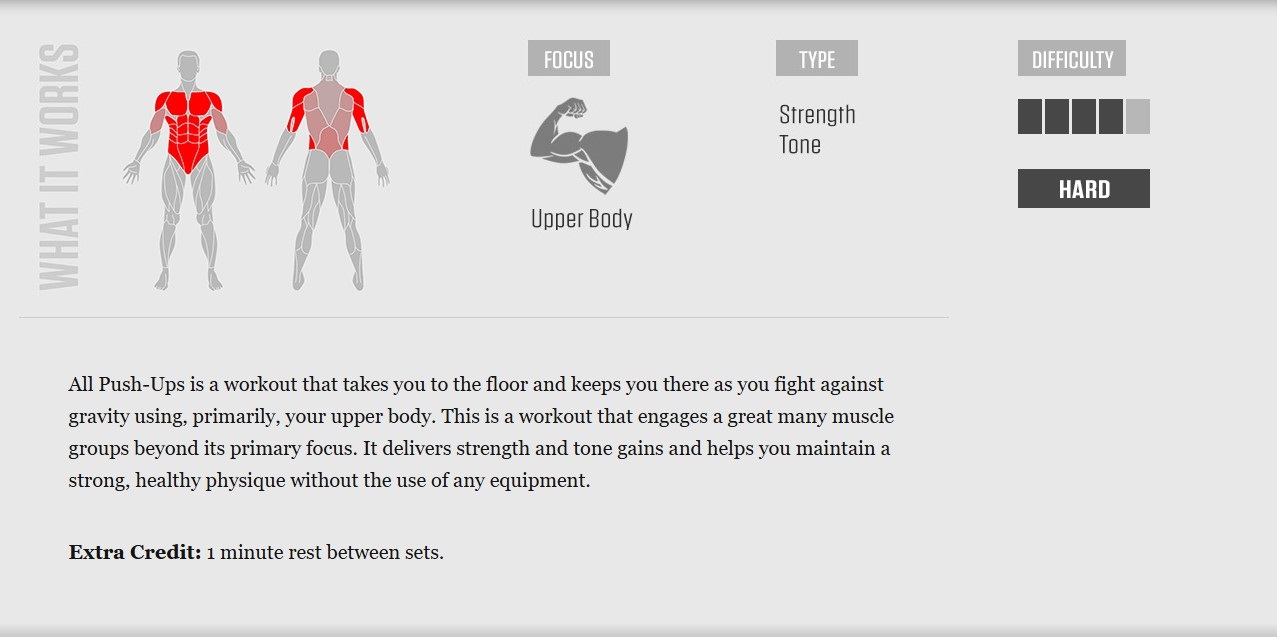 WHAT IT WORKS
FOCUS
Upper Body
TYPE
Strength
Tone
DIFFICULTY
HARD
All Push-Ups is a workout that takes you to the floor and keeps you there as you fight against
gravity using, primarily, your upper body. This is a workout that engages a great many muscle
groups beyond its primary focus. It delivers strength and tone gains and helps you maintain a
strong, healthy physique without the use of any equipment.
Extra Credit: 1 minute rest between sets.